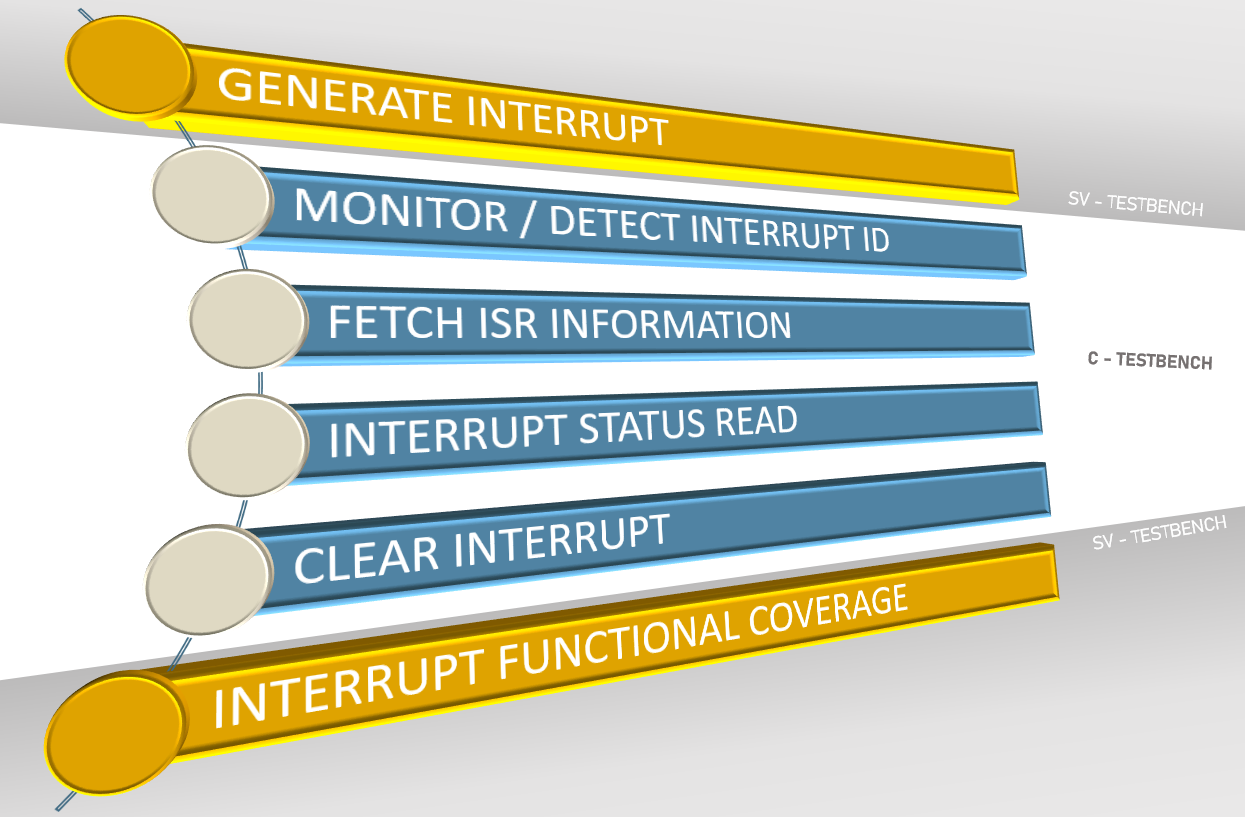 GENERATE INTERRUPT
SV – TESTBENCH
MONITOR / DETECT INTERRUPT ID
FETCH ISR INFORMATION
C – TESTBENCH
INTERRUPT STATUS READ
CLEAR INTERRUPT
SV – TESTBENCH
INTERRUPT FUNCTIONAL COVERAGE